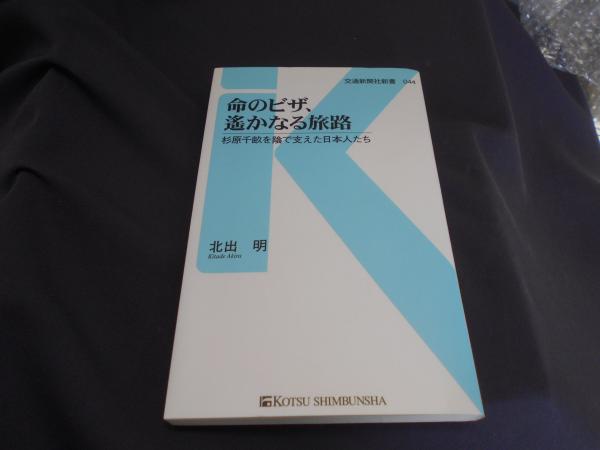 交通新聞社新書 044
命のビザ、
遙かなる旅路
杉原千畝を陰で支えた日本人たち
北出 明
Kitade Akira
KOTSU SHIMBUNSHA